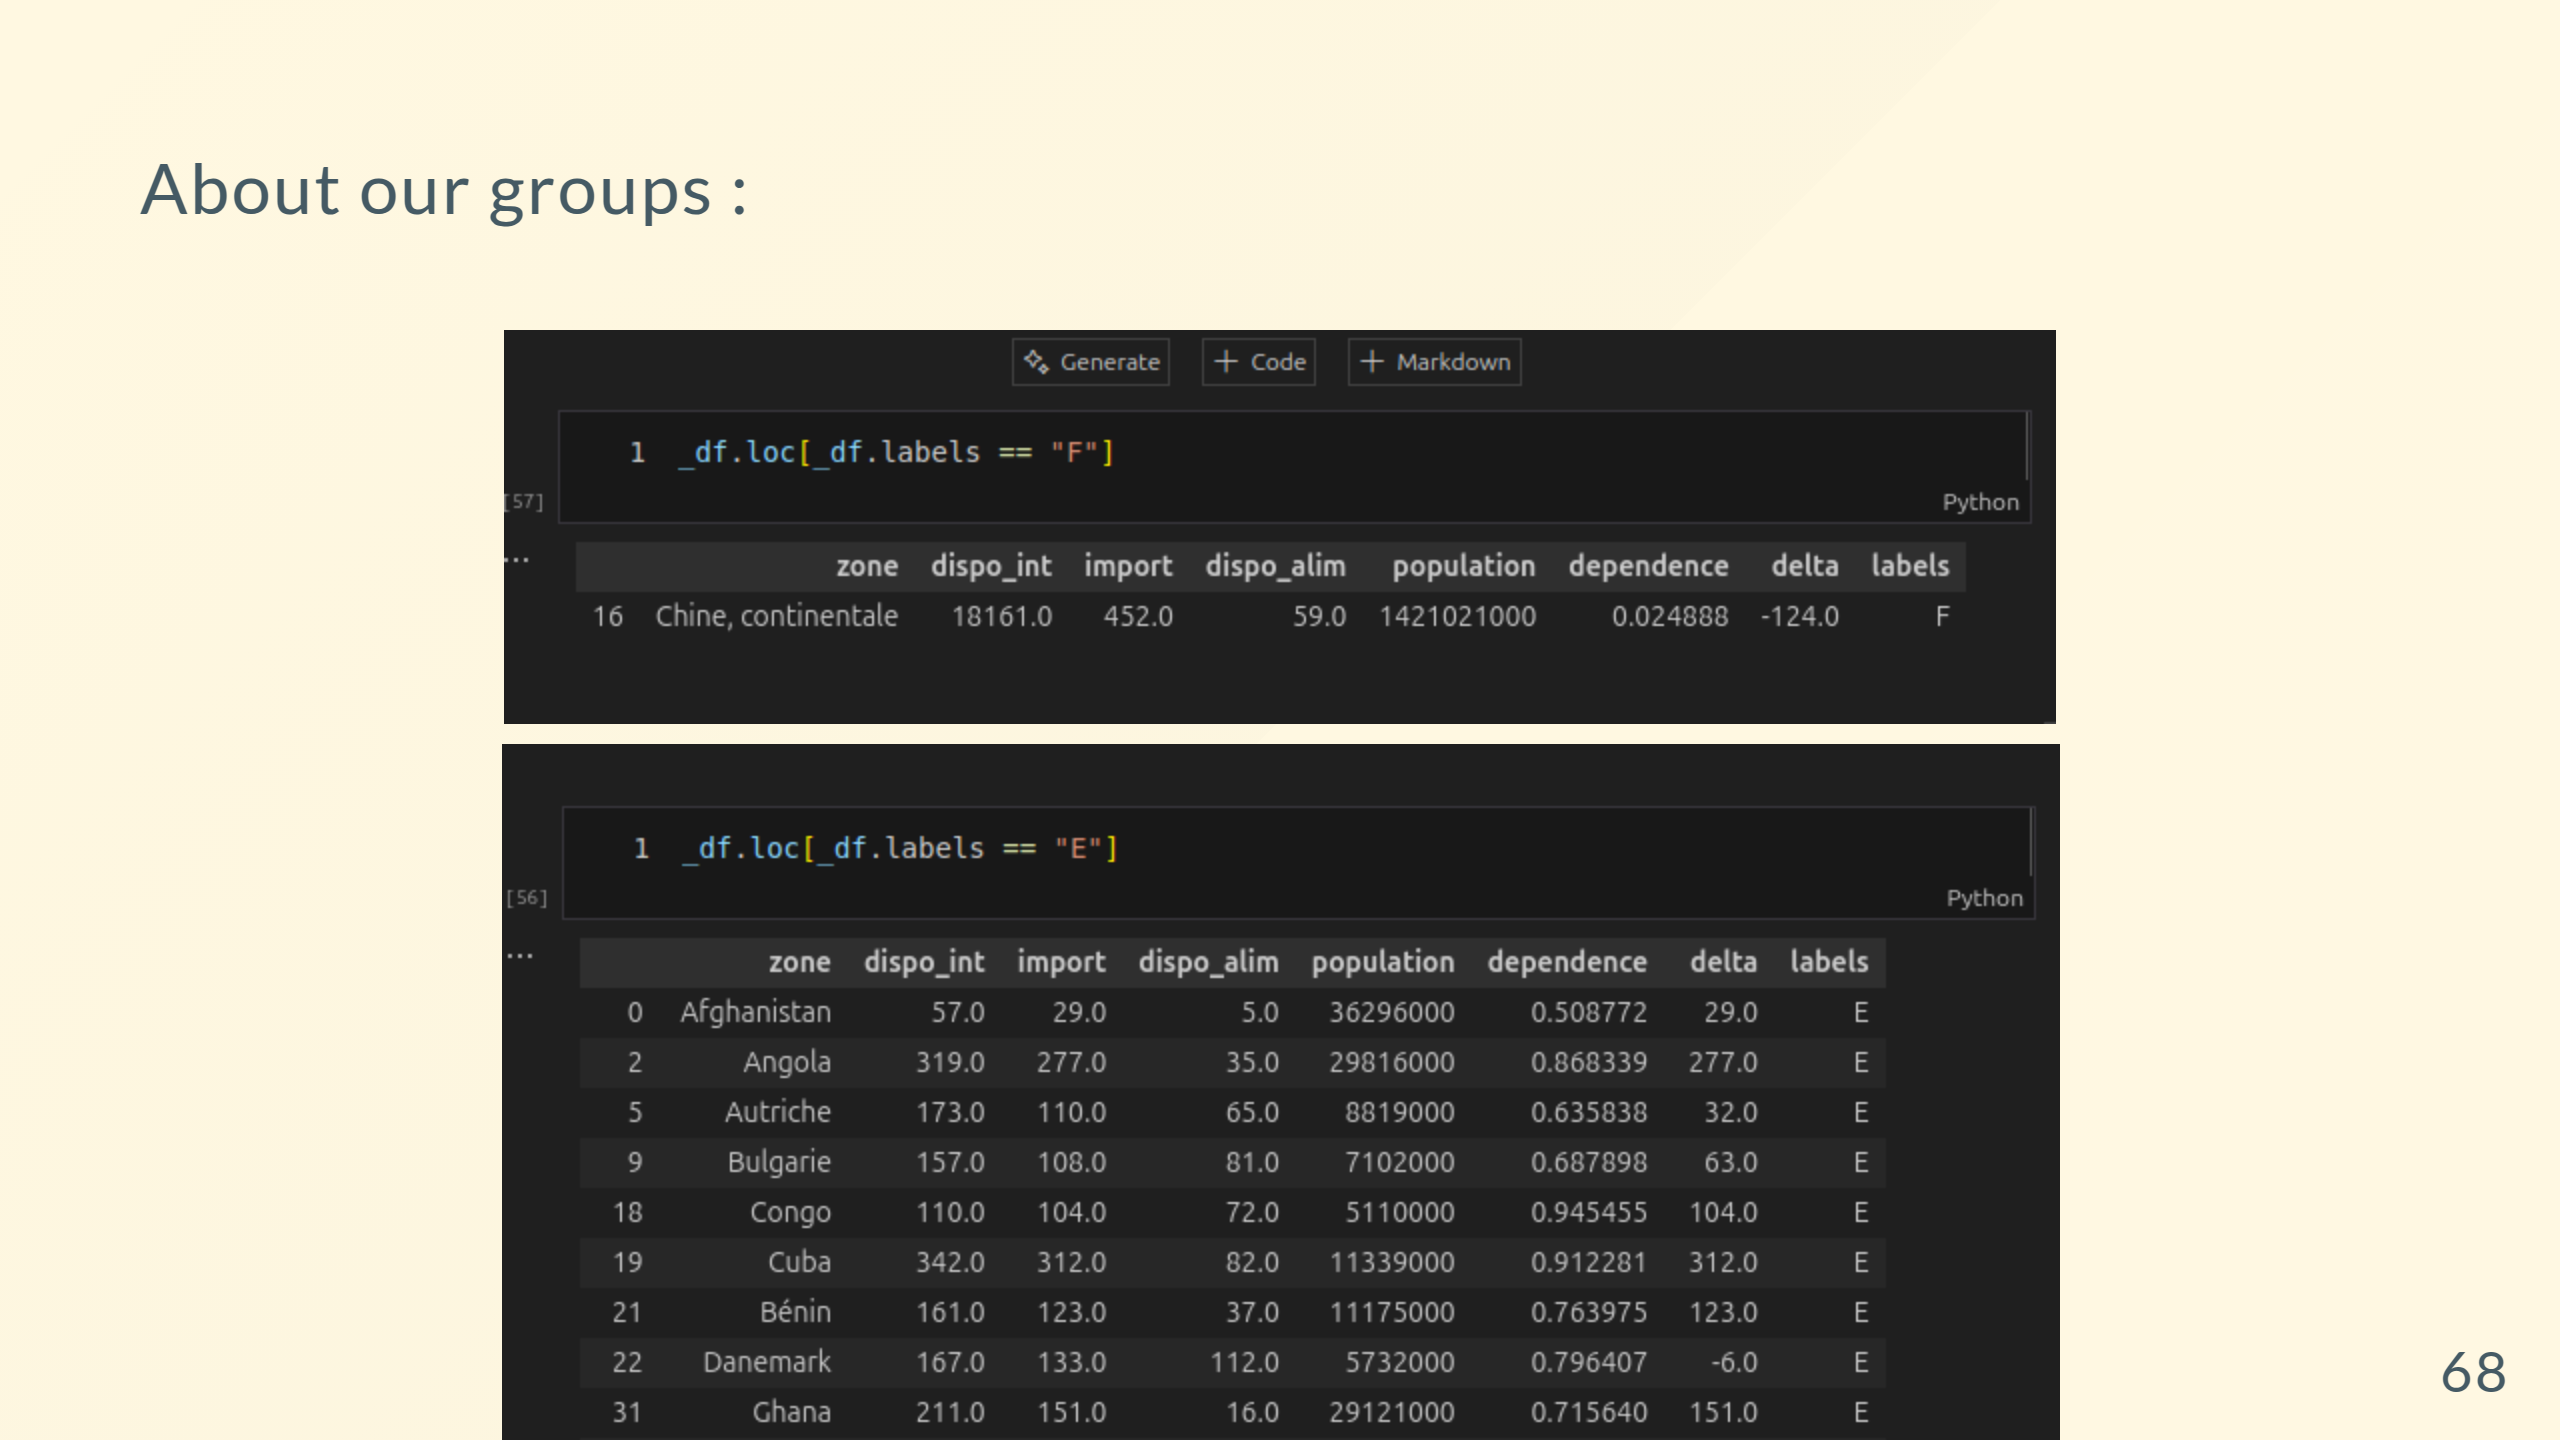 About our groups :
Generate + Code + Markdown
1 _df.loc[_df.labels == "F"]
[57] Python
...
zone dispo_int import dispo_alim population dependence delta labels
16 Chine, continentale 18161.0 452.0 59.0 1421021000 0.024888 -124.0 F
1 _df.loc[_df.labels == "E"]
[56] Python
...
zone dispo_int import dispo_alim population dependence delta labels
0 Afghanistan 57.0 29.0 5.0 36296000 0.508772 29.0 E
2 Angola 319.0 277.0 35.0 29816000 0.868339 277.0 E
5 Autriche 173.0 110.0 65.0 8819000 0.635838 32.0 E
9 Bulgarie 157.0 108.0 81.0 7102000 0.687898 63.0 E
18 Congo 110.0 104.0 72.0 5110000 0.945455 104.0 E
19 Cuba 342.0 312.0 82.0 11339000 0.912281 312.0 E
21 Bénin 161.0 123.0 37.0 11175000 0.763975 123.0 E
22 Danemark 167.0 133.0 112.0 5732000 0.796407 -6.0 E
31 Ghana 211.0 151.0 16.0 29121000 0.715640 151.0 E
68